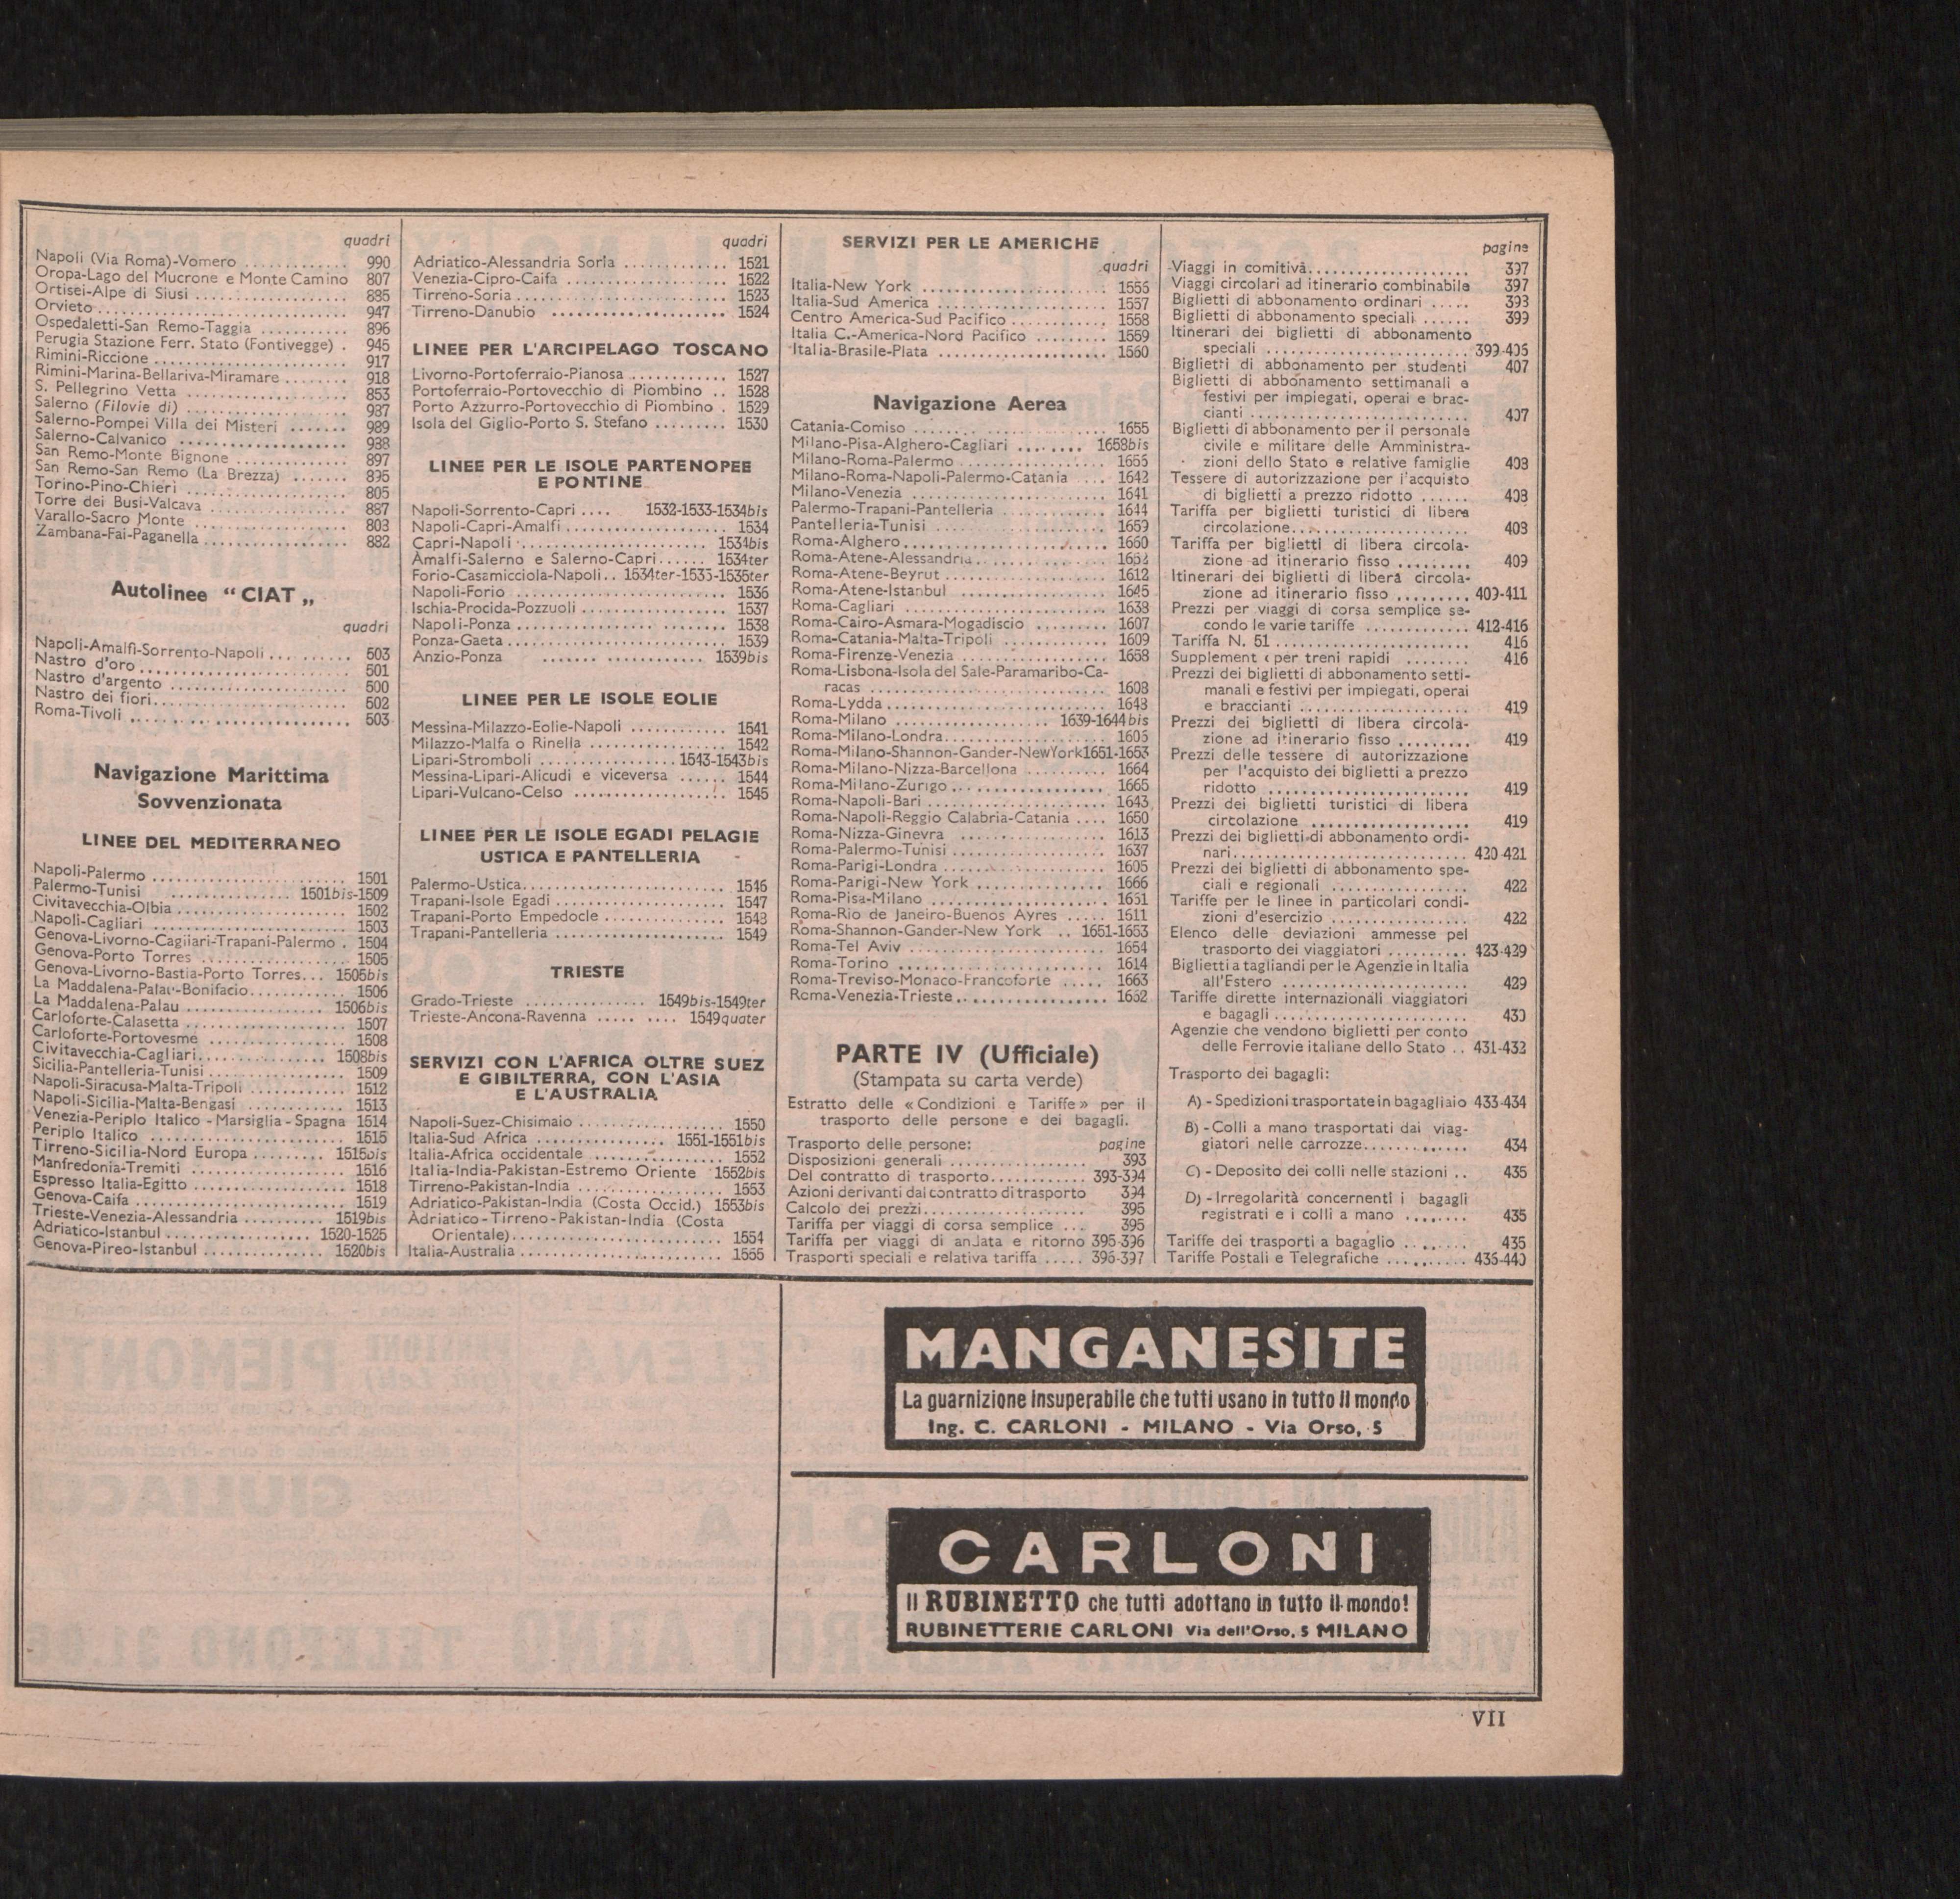 quadri
Napoli (Via Roma)-Vomero ............. 990
Oropa-Lago del Mucrone e Monte Camino 807
Ortisei-Alpe di Siusi .................. 885
Orvieto ................................ 947
Ospedaletti-San Remo-Taggia .......... 896
Perugia Stazione Ferr. Stato (Fontivegge) . 945
Rimini-Riccione ........................ 917
Rimini-Marina-Bellariva-Miramare ....... 918
S. Pellegrino Vetta .................... 853
Salerno (Filovie di) ................... 987
Salerno-Pompei Villa dei Misteri ....... 989
Salerno-Calvanico ..................... 988
San Remo-Monte Bignone .............. 897
San Remo-San Remo (La Brezza) ....... 895
Torino-Pino-Chieri .................... 805
Torre dei Busi-Valcava ................. 887
Varallo-Sacro Monte ................... 803
Zambana-Fai-Paganella .................. 882
Autolinee “ CIAT „
quadri
Napoli-Amalfi-Sorrento-Napoli ... ........ 503
Nastro d'oro ........................... 501
Nastro d'argento ...................... 500
Nastro dei fiori......................... 502
Roma-Tivoli ............................ 503
Navigazione Marittima
Sovvenzionata
LINEE DEL MEDITERRANEO
Napoli-Palermo ......................... 1501
Palermo-Tunisi ............ 1501bis-1509
Civitavecchia-Olbia .................... 1502
Napoli-Cagliari ........................ 1503
Genova-Livorno-Cagliari-Trapani-Palermo . 1504
Genova-Porto Torres ................... 1505
Genova-Livorno-Bastia-Porto Torres... 1505bis
La Maddalena-Palau-Bonifacio............ 1506
La Maddalena-Palau .................. 1506bis
Carloforte-Calasetta .................... 1507
Carloforte-Portovesme ................. 1508
Civitavecchia-Cagliari................ 1508bis
Sicilia-Pantelleria-Tunisi ................ 1509
Napoli-Siracusa-Malta-Tripoli ............ 1512
Napoli-Sicilia-Malta-Bengasi ............ 1513
Venezia-Periplo Italico - Marsiglia - Spagna 1514
Periplo Italico ......................... 1515
Tirreno-Sicilia-Nord Europa ......... 1515bis
Manfredonia-Tremiti ................... 1516
Espresso Italia-Egitto ................... 1518
Genova-Caifa .......................... 1519
Trieste-Venezia-Alessandria .......... 1519bis
Adriatico-Istanbul .................. 1520-1525
Genova-Pireo-Istanbul ............... 1520bis
quadri
Adriatico-Alessandria Soria ............. 1521
Venezia-Cipro-Caifa .................... 1522
Tirreno-Soria .......................... 1523
Tirreno-Danubio ...................... 1524
LINEE PER L'ARCIPELAGO TOSCANO
Livorno-Portoferraio-Pianosa ............ 1527
Portoferraio-Portovecchio di Piombino .. 1528
Porto Azzurro-Portovecchio di Piombino . 1529
Isola del Giglio-Porto S. Stefano ......... 1530
LINEE PER LE ISOLE PARTENOPEE
E PONTINE
Napoli-Sorrento-Capri .... 1532-1533-1534bis
Napoli-Capri-Amalfi ..................... 1534
Capri-Napoli ........................ 1534bis
Amalfi-Salerno e Salerno-Capri...... 1534ter
Forio-Casamicciola-Napoli.. 1534ter-1535-1535ter
Napoli-Forio ........................... 1536
Ischia-Procida-Pozzuoli .................. 1537
Napoli-Ponza ........................... 1538
Ponza-Gaeta ............................ 1539
Anzio-Ponza ....... ............ 1539bis
LINEE PER LE ISOLE EOLIE
Messina-Milazzo-Eolie-Napoli ............ 1541
Milazzo-Malfa o Rinella ................. 1542
Lipari-Stromboli ................. 1543-1543bis
Messina-Lipari-Alicudi e viceversa ...... 1544
Lipari-Vulcano-Celso ................... 1545
LINEE PER LE ISOLE EGADI PELAGIE
USTICA E PANTELLERIA
Palermo-Ustica.......................... 1546
Trapani-Isole Egadi ...................... 1547
Trapani-Porto Empedocle ................ 1548
Trapani-Pantelleria ...................... 1549
TRIESTE
Grado-Trieste ............... 1549bis-1549ter
Trieste-Ancona-Ravenna ..... .... 1549quater
SERVIZI CON L'AFRICA OLTRE SUEZ
E GIBILTERRA, CON L'ASIA
E L'AUSTRALIA
Napoli-Suez-Chisimaio .................. 1550
Italia-Sud Africa ................ 1551-1551bis
Italia-Africa occidentale ................ 1552
Italia-India-Pakistan-Estremo Oriente 1552bis
Tirreno-Pakistan-India .................. 1553
Adriatico-Pakistan-India (Costa Occid.) 1553bis
Adriatico-Tirreno-Pakistan-India (Costa
Orientale)........................... 1554
Italia-Australia .......................... 1555
SERVIZI PER LE AMERICHE
quadri
Italia-New York ........................ 1556
Italia-Sud America ...................... 1557
Centro America-Sud Pacifico ............ 1558
Italia C.-America-Nord Pacifico ......... 1559
Italia-Brasile-Plata ..................... 1560
Navigazione Aerea
Catania-Comiso ........................ 1655
Milano-Pisa-Alghero-Cagliari ........ 1658bis
Milano-Roma-Palermo .................. 1655
Milano-Roma-Napoli-Palermo-Catania ... 1642
Milano-Venezia ........................ 1641
Palermo-Trapani-Pantelleria ............ 1644
Pantelleria-Tunisi ...................... 1659
Roma-Alghero.......................... 1660
Roma-Atene-Alessandria................ 1652
Roma-Atene-Beyrut .................... 1612
Roma-Atene-Istanbul .................. 1645
Roma-Cagliari ......................... 1638
Roma-Cairo-Asmara-Mogadiscio ......... 1607
Roma-Catania-Malta-Tripoli ............ 1609
Roma-Firenze-Venezia .................. 1658
Roma-Lisbona-Isola del Sale-Paramaribo-Ca-
racas .............................. 1608
Roma-Lydda ............................ 1648
Roma-Milano .................... 1639-1644bis
Roma-Milano-Londra.................... 1605
Roma-Milano-Shannon-Gander-NewYork1651-1653
Roma-Milano-Nizza-Barcellona .......... 1664
Roma-Milano-Zurigo.................... 1665
Roma-Napoli-Bari ...................... 1643
Roma-Napoli-Reggio Calabria-Catania .... 1650
Roma-Nizza-Ginevra ................... 1613
Roma-Palermo-Tunisi .................... 1637
Roma-Parigi-Londra .................... 1605
Roma-Parigi-New York ................ 1666
Roma-Pisa-Milano ...................... 1651
Roma-Rio de Janeiro-Buenos Ayres ..... 1611
Roma-Shannon-Gander-New York .. 1651-1653
Roma-Tel Aviv ......................... 1654
Roma-Torino .......................... 1614
Roma-Treviso-Monaco-Francoforte ..... 1663
Roma-Venezia-Trieste................... 1652
PARTE IV (Ufficiale)
(Stampata su carta verde)
Estratto delle « Condizioni e Tariffe » per il
trasporto delle persone e dei bagagli.
Trasporto delle persone: pagine
Disposizioni generali .................. 393
Del contratto di trasporto............ 393-394
Azioni derivanti dal contratto di trasporto 394
Calcolo dei prezzi..................... 395
Tariffa per viaggi di corsa semplice ... 395
Tariffa per viaggi di andata e ritorno 395-396
Trasporti speciali e relativa tariffa ..... 396-397
pagine
Viaggi in comitiva...................... 397
Viaggi circolari ad itinerario combinabile 397
Biglietti di abbonamento ordinari ..... 398
Biglietti di abbonamento speciali ...... 399
Itinerari dei biglietti di abbonamento
speciali .......................... 399-406
Biglietti di abbonamento per studenti 407
Biglietti di abbonamento settimanali e
festivi per impiegati, operai e brac-
cianti ............................ 407
Biglietti di abbonamento per il personale
civile e militare delle Amministra-
zioni dello Stato e relative famiglie 408
Tessere di autorizzazione per l'acquisto
di biglietti a prezzo ridotto ...... 408
Tariffa per biglietti turistici di libera
circolazione........................ 408
Tariffa per biglietti di libera circola-
zione ad itinerario fisso ......... 409
Itinerari dei biglietti di libera circola-
zione ad itinerario fisso ......... 409-411
Prezzi per viaggi di corsa semplice se-
condo le varie tariffe ............ 412-416
Tariffa N. 51 .......................... 416
Supplement per treni rapidi ........ 416
Prezzi dei biglietti di abbonamento setti-
manali e festivi per impiegati, operai
e braccianti ...................... 419
Prezzi dei biglietti di libera circola-
zione ad itinerario fisso ......... 419
Prezzi delle tessere di autorizzazione
per l'acquisto dei biglietti a prezzo
ridotto ........................... 419
Prezzi dei biglietti turistici di libera
circolazione ...................... 419
Prezzi dei biglietti di abbonamento ordi-
nari............................... 420-421
Prezzi dei biglietti di abbonamento spe-
ciali e regionali .................. 422
Tariffe per le linee in particolari condi-
zioni d'esercizio .................. 422
Elenco delle deviazioni ammesse pel
trasporto dei viaggiatori .......... 423-429
Biglietti a tagliandi per le Agenzie in Italia
all'Estero ........................ 429
Tariffe dirette internazionali viaggiatori
e bagagli .......................... 430
Agenzie che vendono biglietti per conto
delle Ferrovie italiane dello Stato .. 431-432
Trasporto dei bagagli:
A) - Spedizioni trasportate in bagagliaio 433-434
B) - Colli a mano trasportati dai viag-
giatori nelle carrozze............. 434
C) - Deposito dei colli nelle stazioni .. 435
D) - Irregolarità concernenti i bagagli
registrati e i colli a mano ........ 435
Tariffe dei trasporti a bagaglio ........ 435
Tariffe Postali e Telegrafiche .......... 436-440
MANGANESITE
La guarnizione insuperabile che tutti usano in tutto il mondo
Ing. C. CARLONI - MILANO - Via Orso, 5
CARLONI
Il RUBINETTO che tutti adottano in tutto il mondo!
RUBINETTERIE CARLONI Via dell'Orso, 5 MILANO
VII